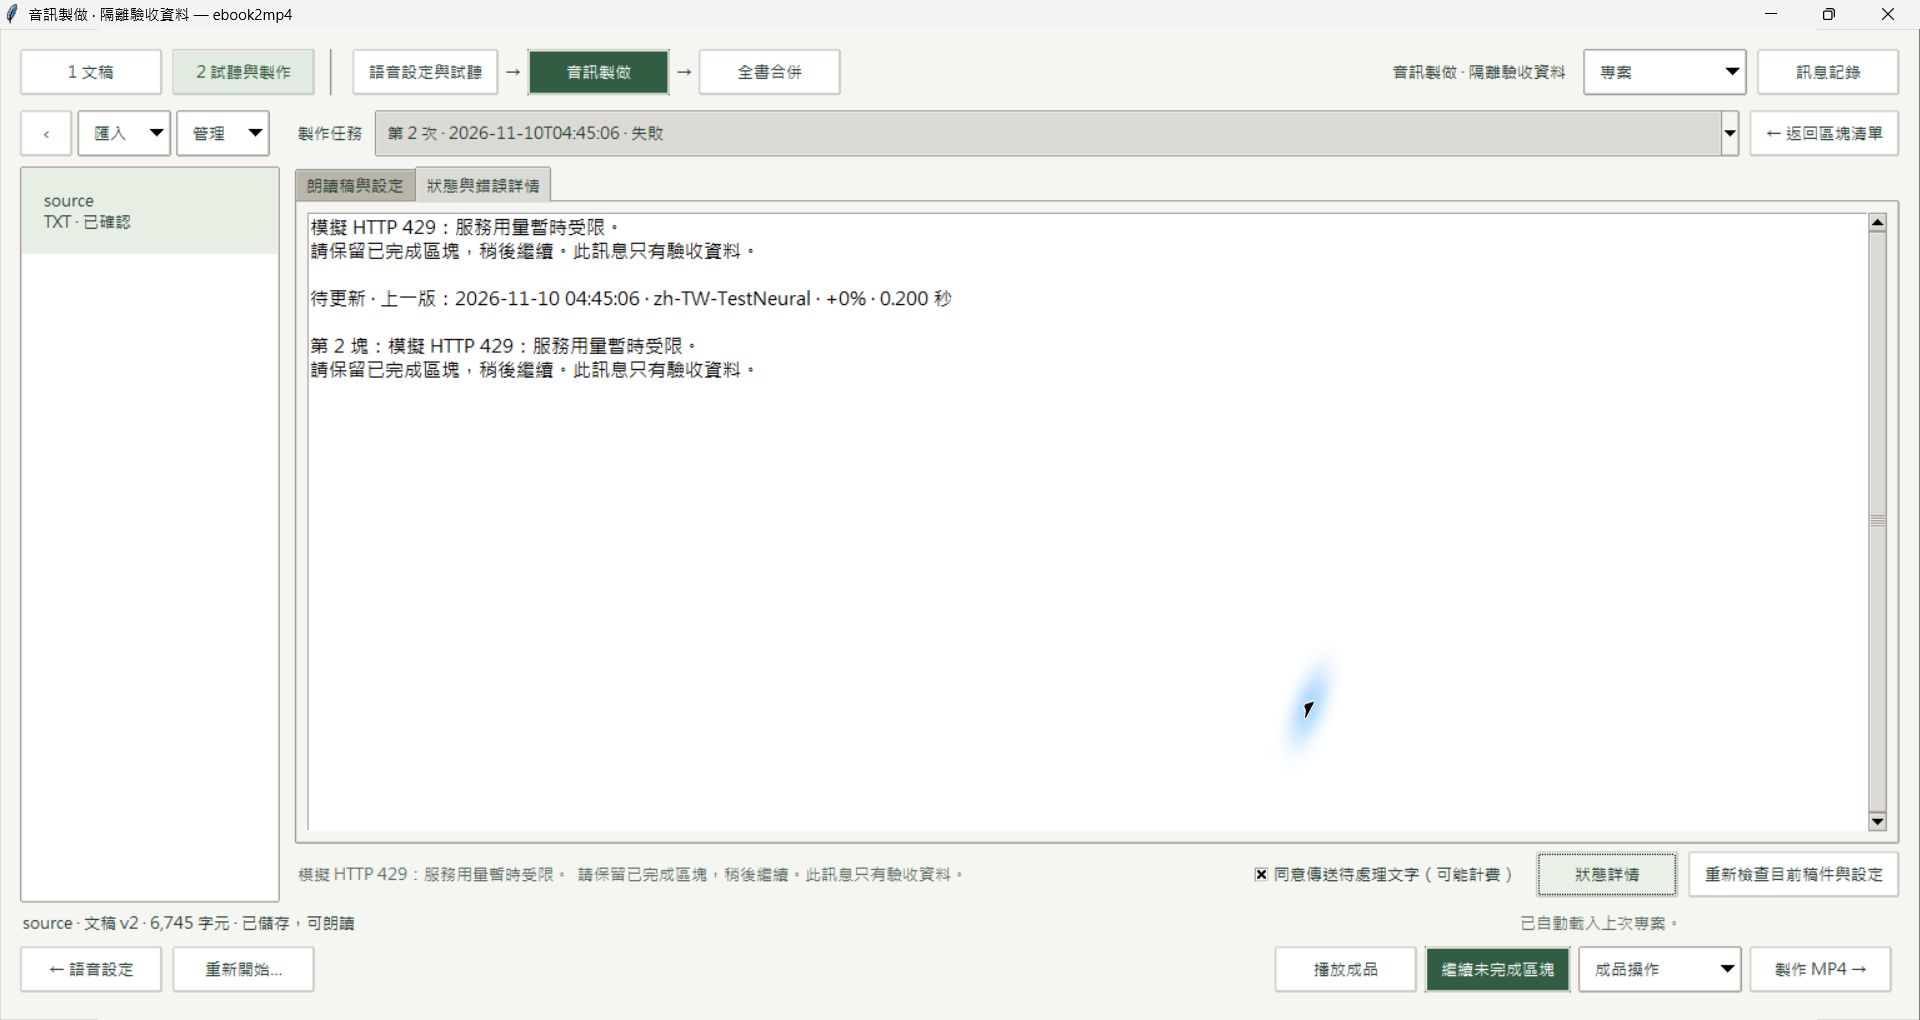 音訊製做 · 隔離驗收資料 — ebook2mp4
1 文稿
2 試聽與製作
語音設定與試聽
→
音訊製做
→
全書合併
音訊製做 · 隔離驗收資料
專案
訊息記錄
‹
匯入
管理
製作任務
第 2 次 · 2026-11-10T04:45:06 · 失敗
← 返回區塊清單
source
TXT · 已確認
朗讀稿與設定
狀態與錯誤詳情
模擬 HTTP 429：服務用量暫時受限。
請保留已完成區塊，稍後繼續。此訊息只有驗收資料。
待更新 · 上一版：2026-11-10 04:45:06 · zh-TW-TestNeural · +0% · 0.200 秒
第 2 塊：模擬 HTTP 429：服務用量暫時受限。
請保留已完成區塊，稍後繼續。此訊息只有驗收資料。
模擬 HTTP 429：服務用量暫時受限。 請保留已完成區塊，稍後繼續。此訊息只有驗收資料。
同意傳送待處理文字（可能計費）
狀態詳情
重新檢查目前稿件與設定
source · 文稿 v2 · 6,745 字元 · 已儲存，可朗讀
已自動載入上次專案。
← 語音設定
重新開始...
播放成品
繼續未完成區塊
成品操作
製作 MP4 →